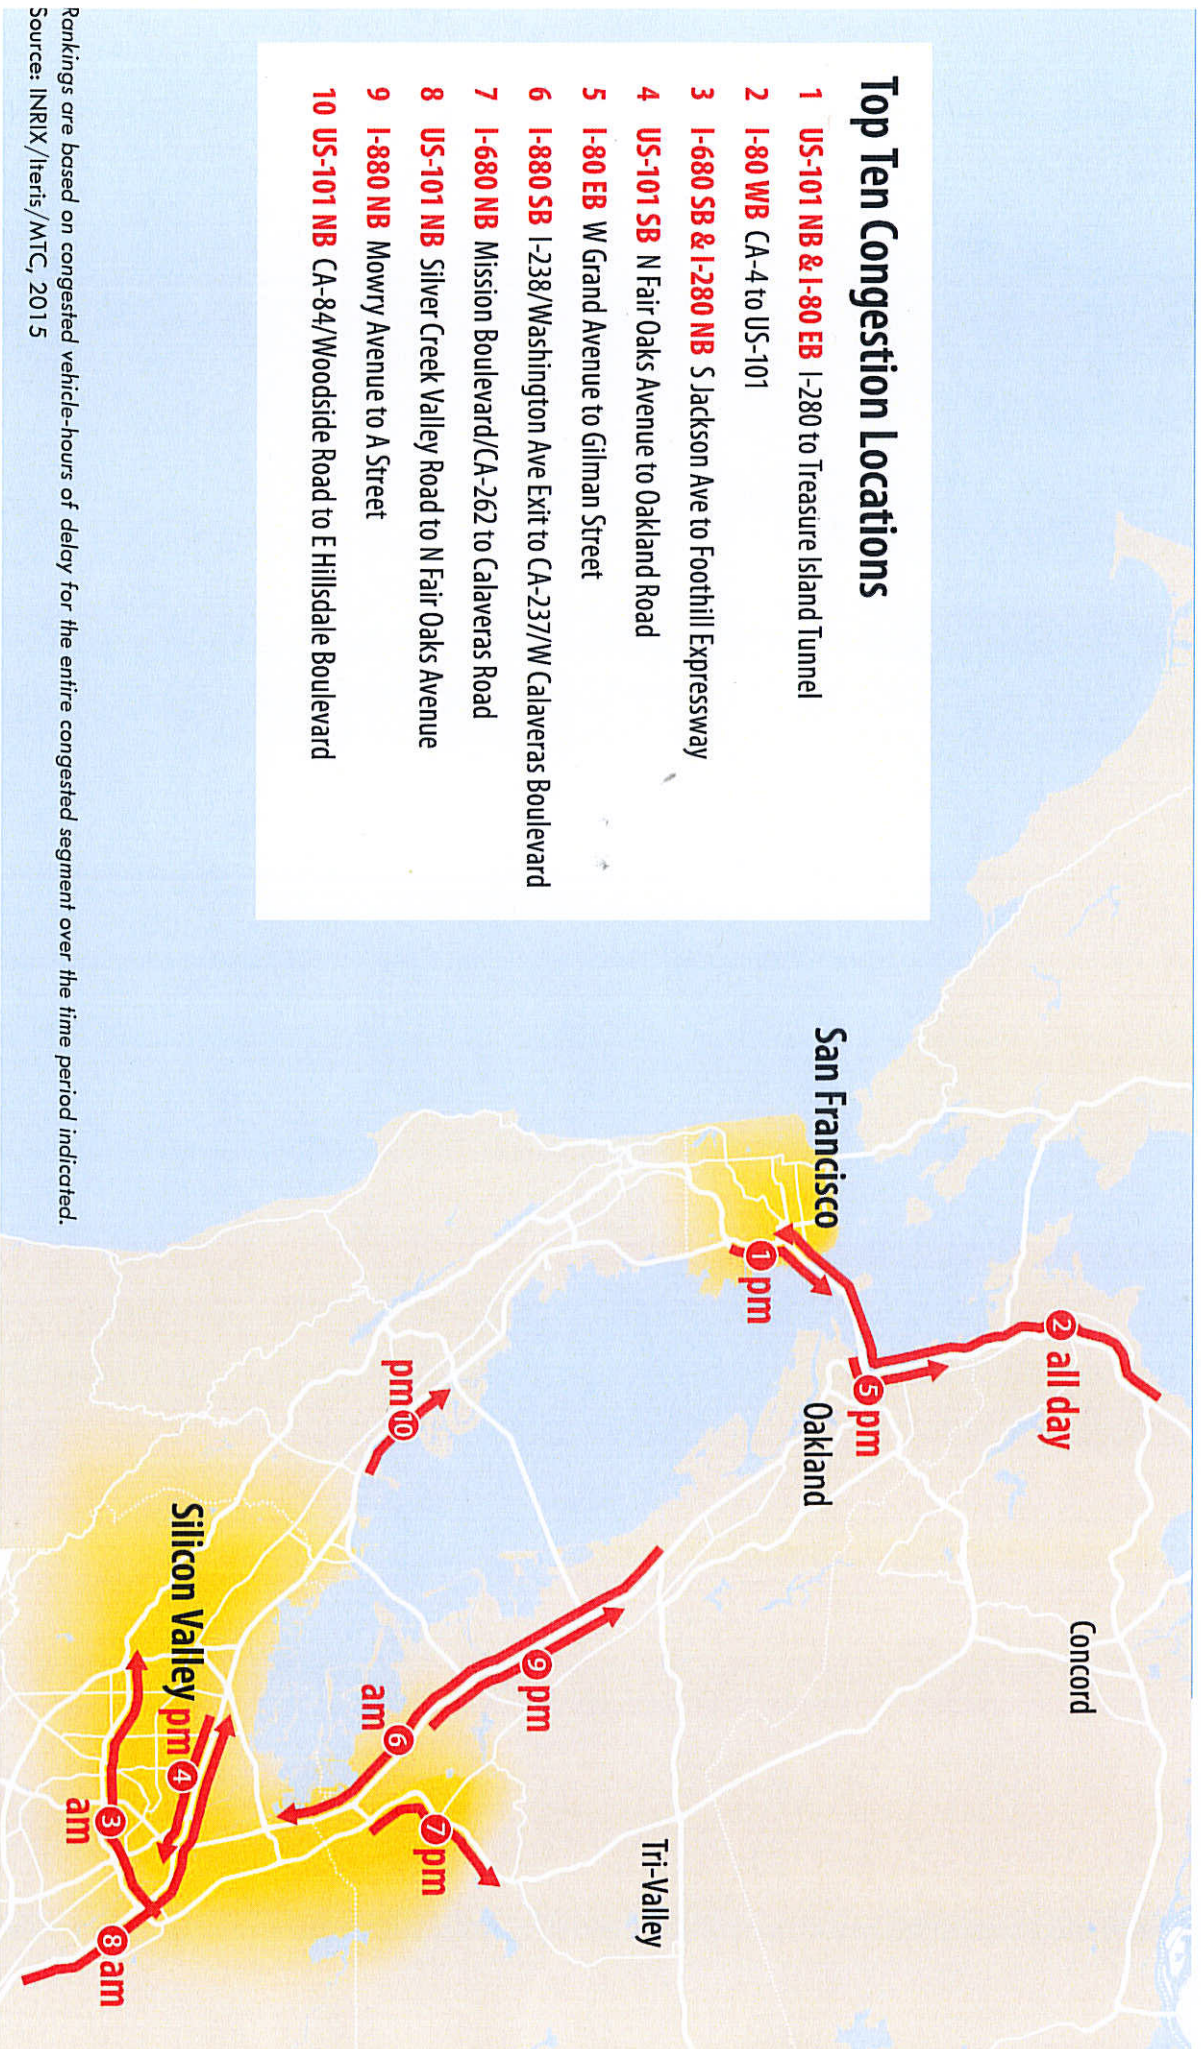 Top Ten Congestion Locations
1 US-101 NB & I-80 EB I-280 to Treasure Island Tunnel
2 I-80 WB CA-4 to US-101
3 I-680 SB & I-280 NB S Jackson Ave to Foothill Expressway
4 US-101 SB N Fair Oaks Avenue to Oakland Road
5 I-80 EB W Grand Avenue to Gilman Street
6 I-880 SB I-238/Washington Ave Exit to CA-237/W Calaveras Boulevard
7 I-680 NB Mission Boulevard/CA-262 to Calaveras Road
8 US-101 NB Silver Creek Valley Road to N Fair Oaks Avenue
9 I-880 NB Mowry Avenue to A Street
10 US-101 NB CA-84/Woodside Road to E Hillsdale Boulevard
2 all day
Concord
San Francisco
1 pm
5 pm
Oakland
Tri-Valley
9 pm
pm 10
am 6
7 pm
Silicon Valley
pm 4
3
am
8 am
Rankings are based on congested vehicle-hours of delay for the entire congested segment over the time period indicated.
Source: INRIX/Iteris/MTC, 2015